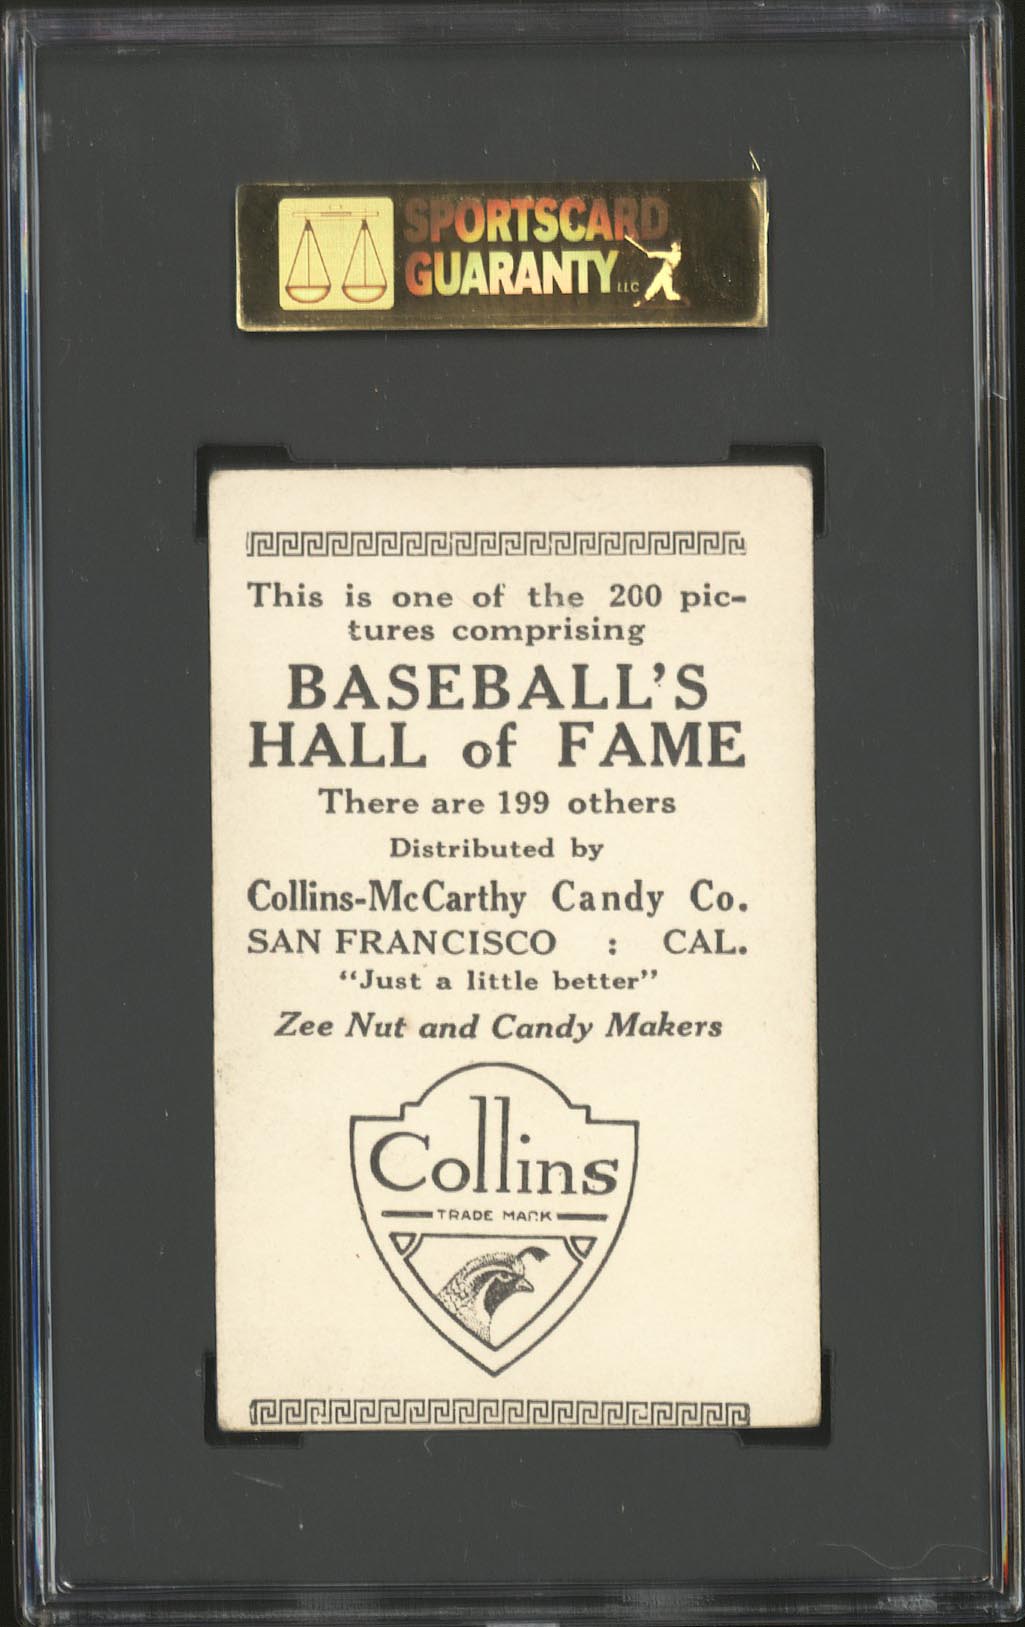 SPORTSCARD
GUARANTY LLC
This is one of the 200 pic-
tures comprising
BASEBALL'S
HALL of FAME
There are 199 others
Distributed by
Collins-McCarthy Candy Co.
SAN FRANCISCO : CAL.
"Just a little better"
Zee Nut and Candy Makers
Collins
TRADE MARK